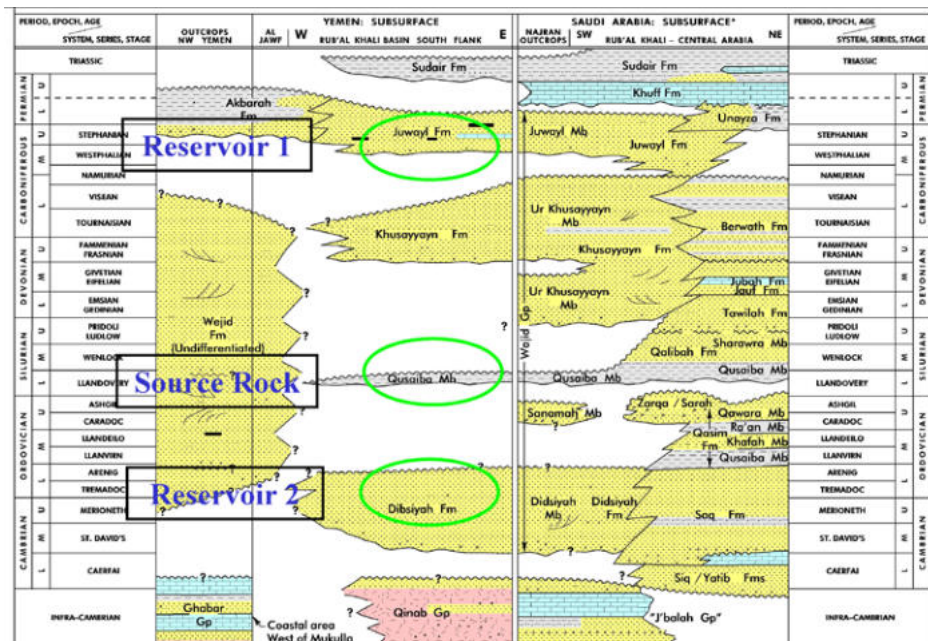 PERIOD, EPOCH, AGE
SYSTEM, SERIES, STAGE
OUTCROPS
NW YEMEN
AL
JAWF
YEMEN: SUBSURFACE
W
RUB'AL KHALI BASIN SOUTH FLANK
E
SAUDI ARABIA: SUBSURFACE*
NAJRAN
OUTCROPS
SW
RUB'AL KHALI – CENTRAL ARABIA
NE
PERIOD, EPOCH, AGE
SYSTEM, SERIES, STAGE
TRIASSIC
Sudair Fm
Sudair Fm
TRIASSIC
PERMIAN
U
L
Akbarah
Fm
Khuff Fm
Unayza Fm
U
L
PERMIAN
CARBONIFEROUS
U
L
STEPHANIAN
WESTPHALIAN
NAMURIAN
VISEAN
TOURNAISIAN
Reservoir 1
Juwayl Fm
Juwayl Mb
Juwayl Fm
STEPHANIAN
WESTPHALIAN
NAMURIAN
VISEAN
TOURNAISIAN
U
L
CARBONIFEROUS
?
?
Khusayyayn Fm
?
Ur Khusayyayn
Mb
Khusayyayn Fm
Berwath Fm
DEVONIAN
U
M
L
FAMMENIAN
FRASNIAN
GIVETIAN
EIFELIAN
EMSIAN
GEDINIAN
Ur Khusayyayn
Mb
Jubah Fm
Jauf Fm
Tawilah Fm
FAMMENIAN
FRASNIAN
GIVETIAN
EIFELIAN
EMSIAN
GEDINIAN
U
M
L
DEVONIAN
SILURIAN
U
M
L
PRIDOLI
LUDLOW
WENLOCK
LLANDOVERY
Wajid
Fm
(Undifferentiated)
?
?
?
Wajid Gp
Sharawra Mb
Qalibah Fm
Qusaiba Mb
PRIDOLI
LUDLOW
WENLOCK
LLANDOVERY
U
M
L
SILURIAN
Source Rock
Qusaiba Mb
Qusaiba Mb
ORDOVICIAN
U
M
L
ASHGIL
CARADOC
LLANDEILO
LLANVIRN
ARENIG
TREMADOC
?
?
Sanamah Mb
?
Zarqa / Sarah
Qasim
Fm
Qawara Mb
Ra'an Mb
Khafah Mb
Qusaiba Mb
ASHGIL
CARADOC
LLANDEILO
LLANVIRN
ARENIG
TREMADOC
U
M
L
ORDOVICIAN
Reservoir 2
?
?
?
?
?
Dibsiyah Fm
Didsiyah
Mb
Didsiyah
Fm
Saq Fm
CAMBRIAN
U
M
L
MERIONETH
ST. DAVID'S
CAERFAI
?
?
?
Siq / Yatib Fms
MERIONETH
ST. DAVID'S
CAERFAI
U
M
L
CAMBRIAN
INFRA-CAMBRIAN
?
Ghabar
Gp
Coastal area
West of Mukulla
?
Qinab Gp
"J'balah Gp"
INFRA-CAMBRIAN